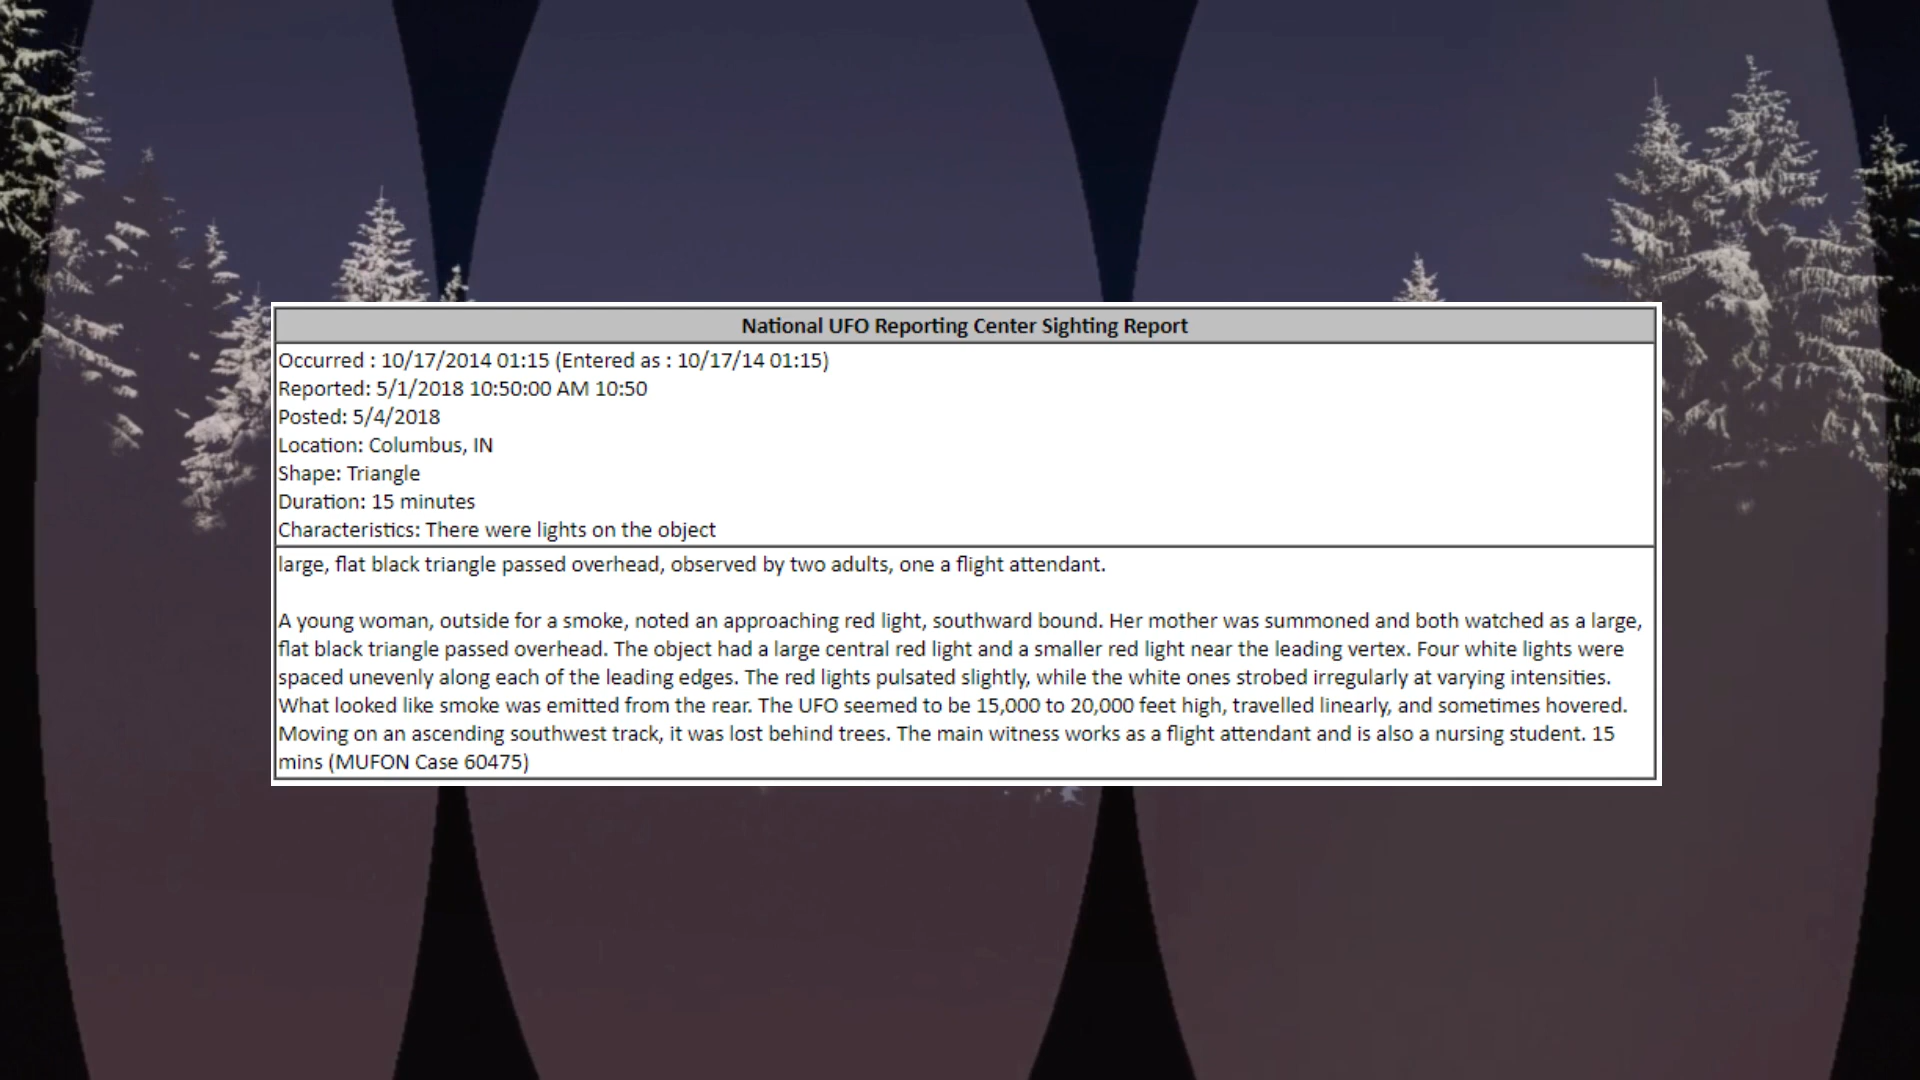 National UFO Reporting Center Sighting Report
Occurred : 10/17/2014 01:15 (Entered as : 10/17/14 01:15)
Reported: 5/1/2018 10:50:00 AM 10:50
Posted: 5/4/2018
Location: Columbus, IN
Shape: Triangle
Duration: 15 minutes
Characteristics: There were lights on the object
large, flat black triangle passed overhead, observed by two adults, one a flight attendant.
A young woman, outside for a smoke, noted an approaching red light, southward bound. Her mother was summoned and both watched as a large,
flat black triangle passed overhead. The object had a large central red light and a smaller red light near the leading vertex. Four white lights were
spaced unevenly along each of the leading edges. The red lights pulsated slightly, while the white ones strobed irregularly at varying intensities.
What looked like smoke was emitted from the rear. The UFO seemed to be 15,000 to 20,000 feet high, travelled linearly, and sometimes hovered.
Moving on an ascending southwest track, it was lost behind trees. The main witness works as a flight attendant and is also a nursing student. 15
mins (MUFON Case 60475)